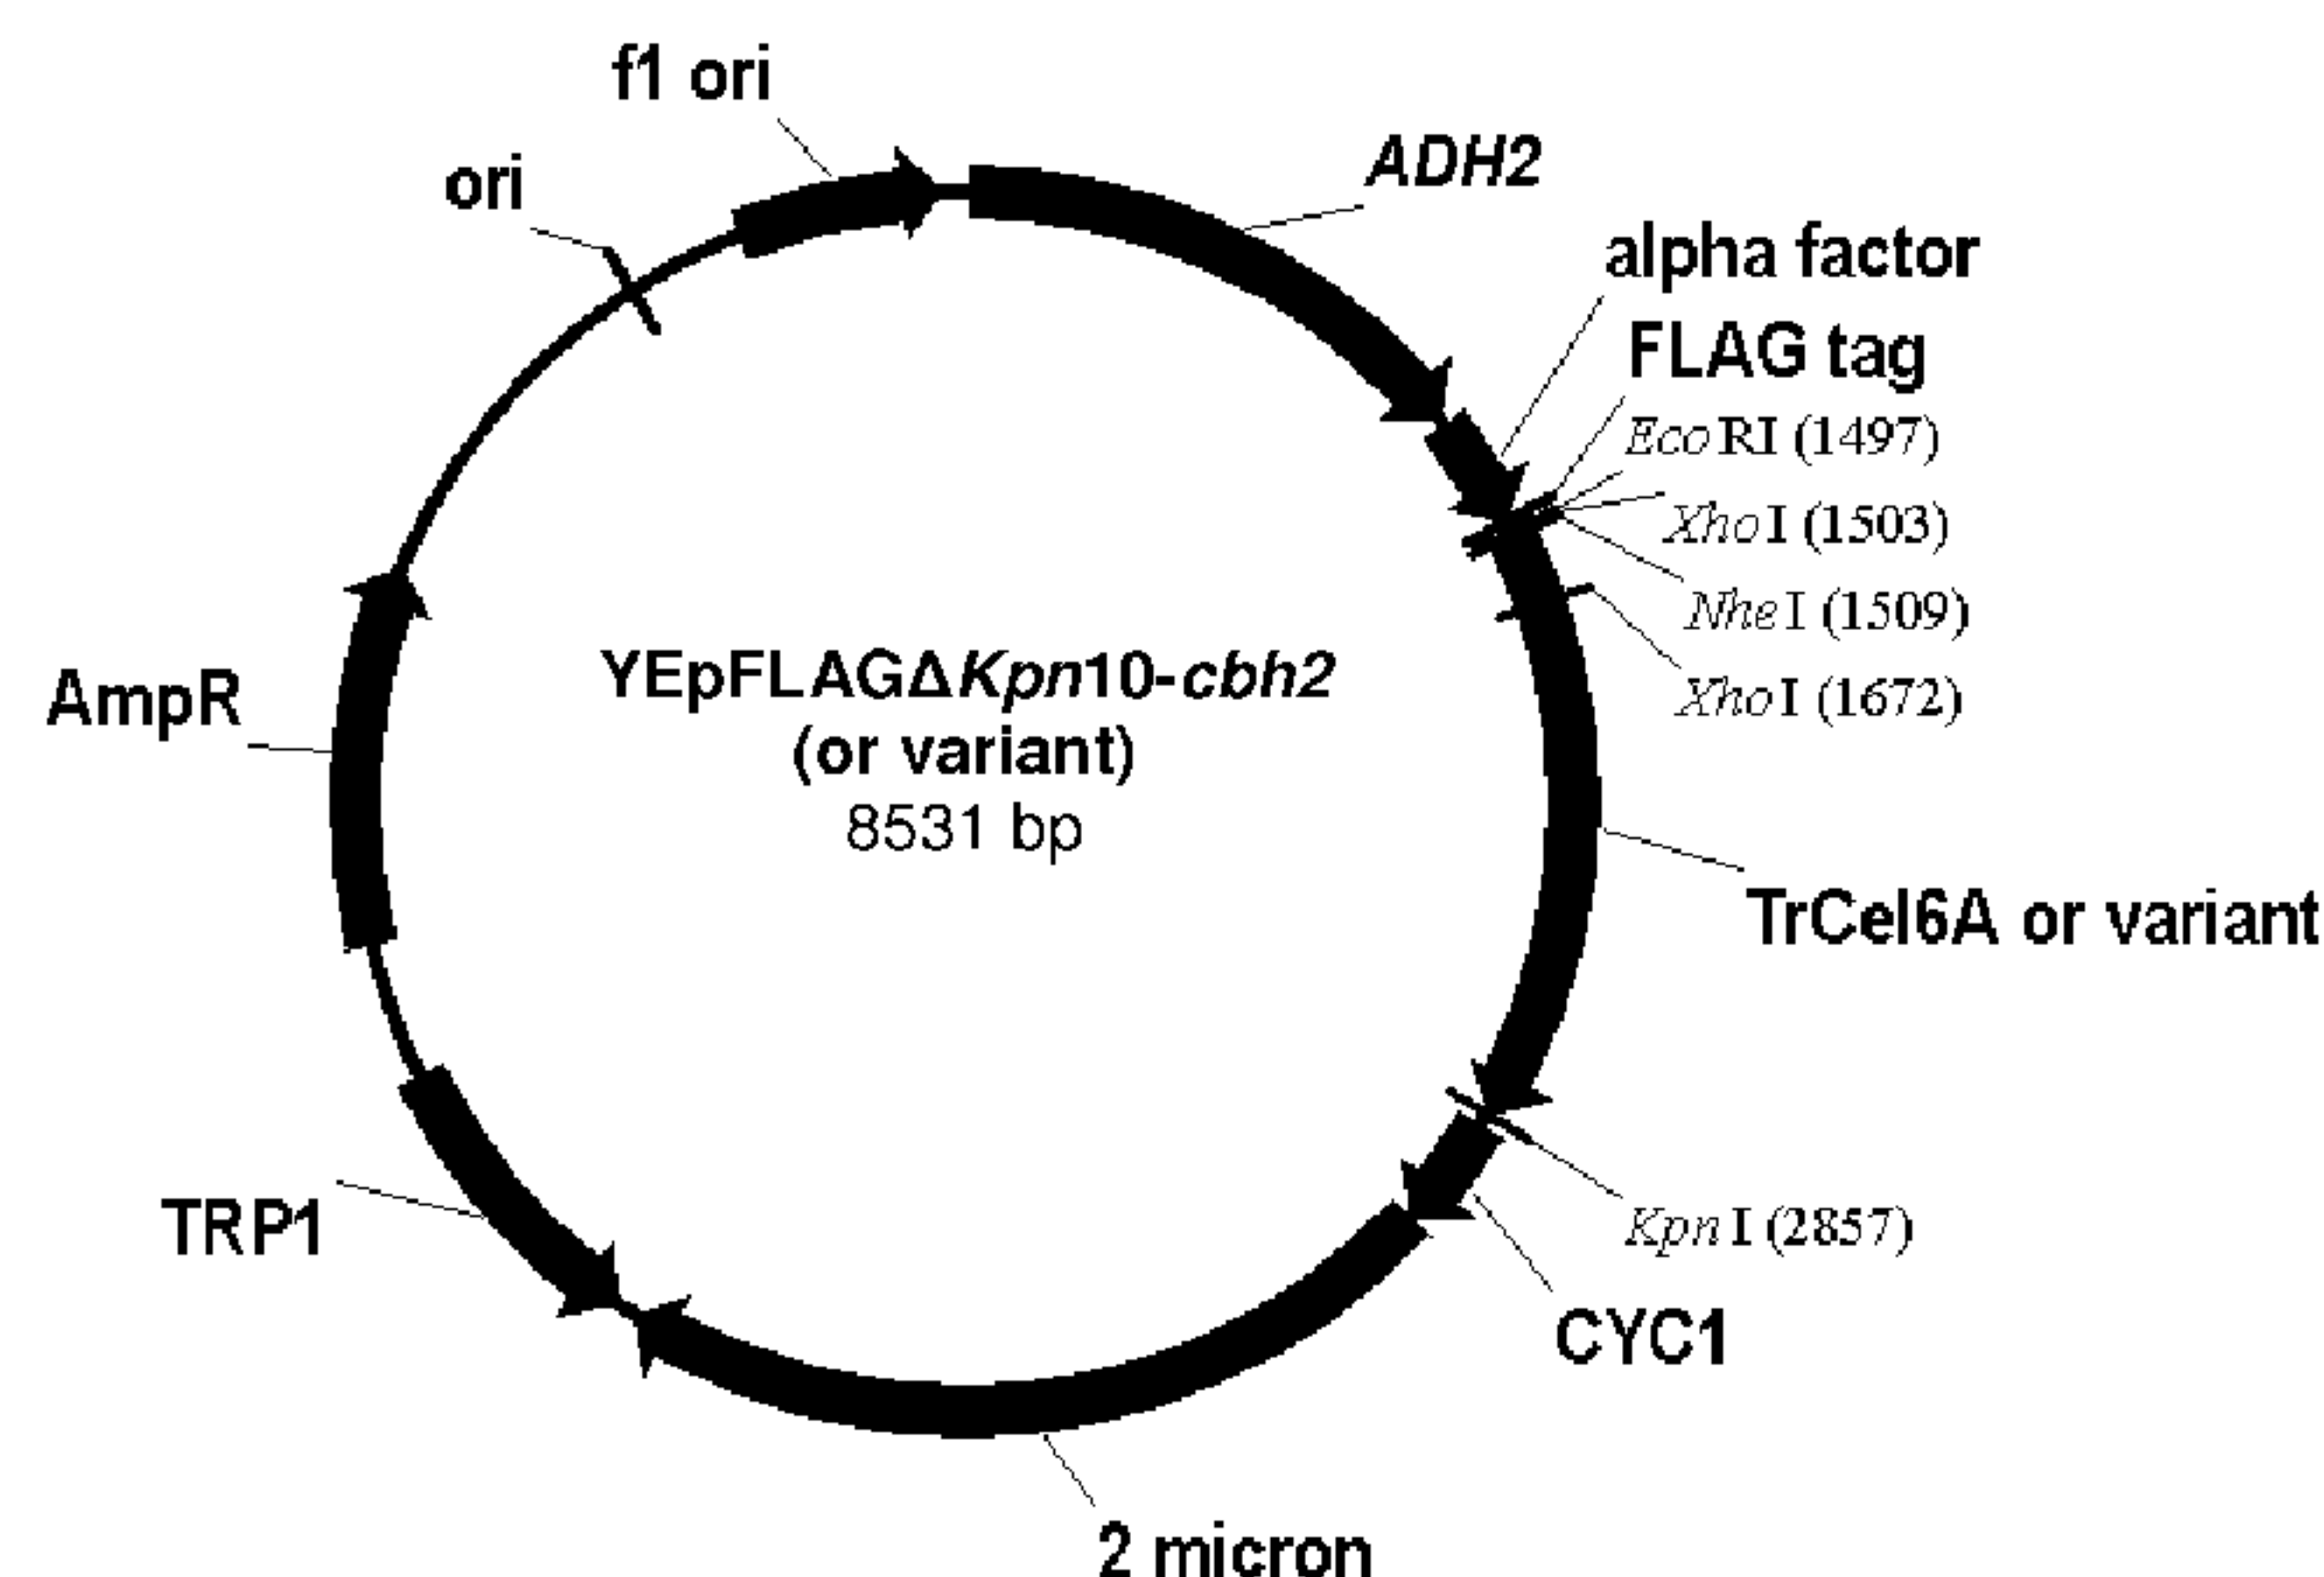 f1 ori
ori
ADH2
alpha factor
FLAG tag
EcoRI (1497)
XhoI (1503)
NheI (1509)
XhoI (1672)
YEpFLAGΔKpn10-cbh2
(or variant)
8531 bp
AmpR
TrCel6A or variant
TRP1
KpnI (2857)
CYC1
2 micron